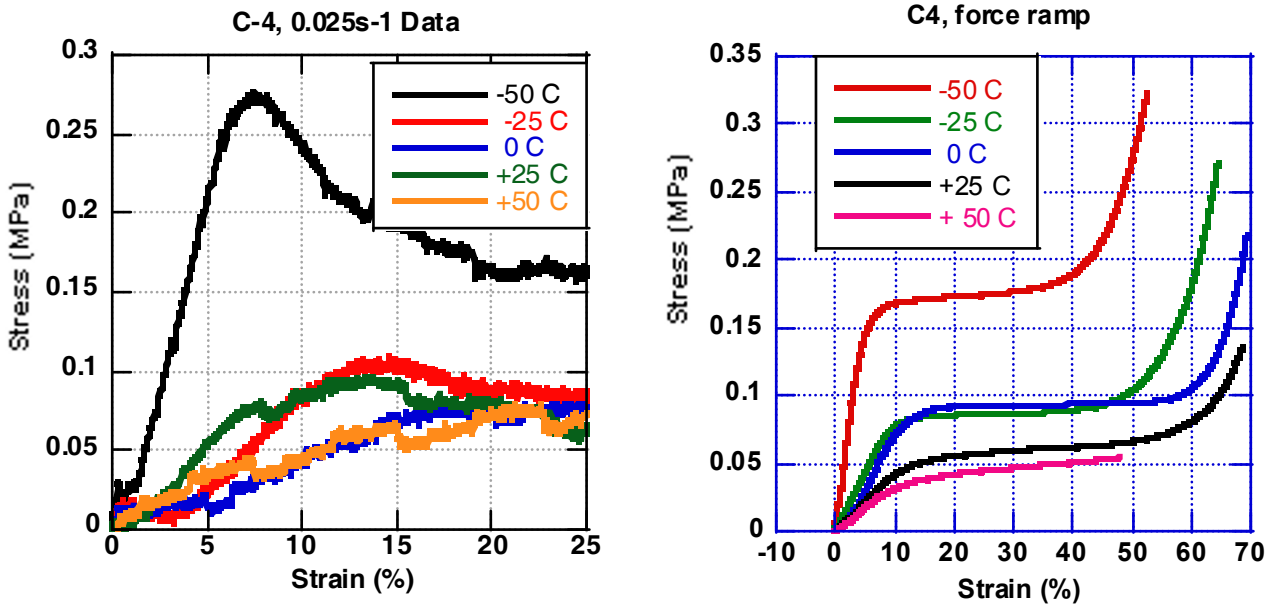 C-4, 0.025s-1 Data
0.3
0.25
0.2
0.15
0.1
0.05
0
Stress (MPa)
-50 C
-25 C
0 C
+25 C
+50 C
0 5 10 15 20 25
Strain (%)
C4, force ramp
0.35
0.3
0.25
0.2
0.15
0.1
0.05
0
Stress (MPa)
-50 C
-25 C
0 C
+25 C
+ 50 C
-10 0 10 20 30 40 50 60 70
Strain (%)